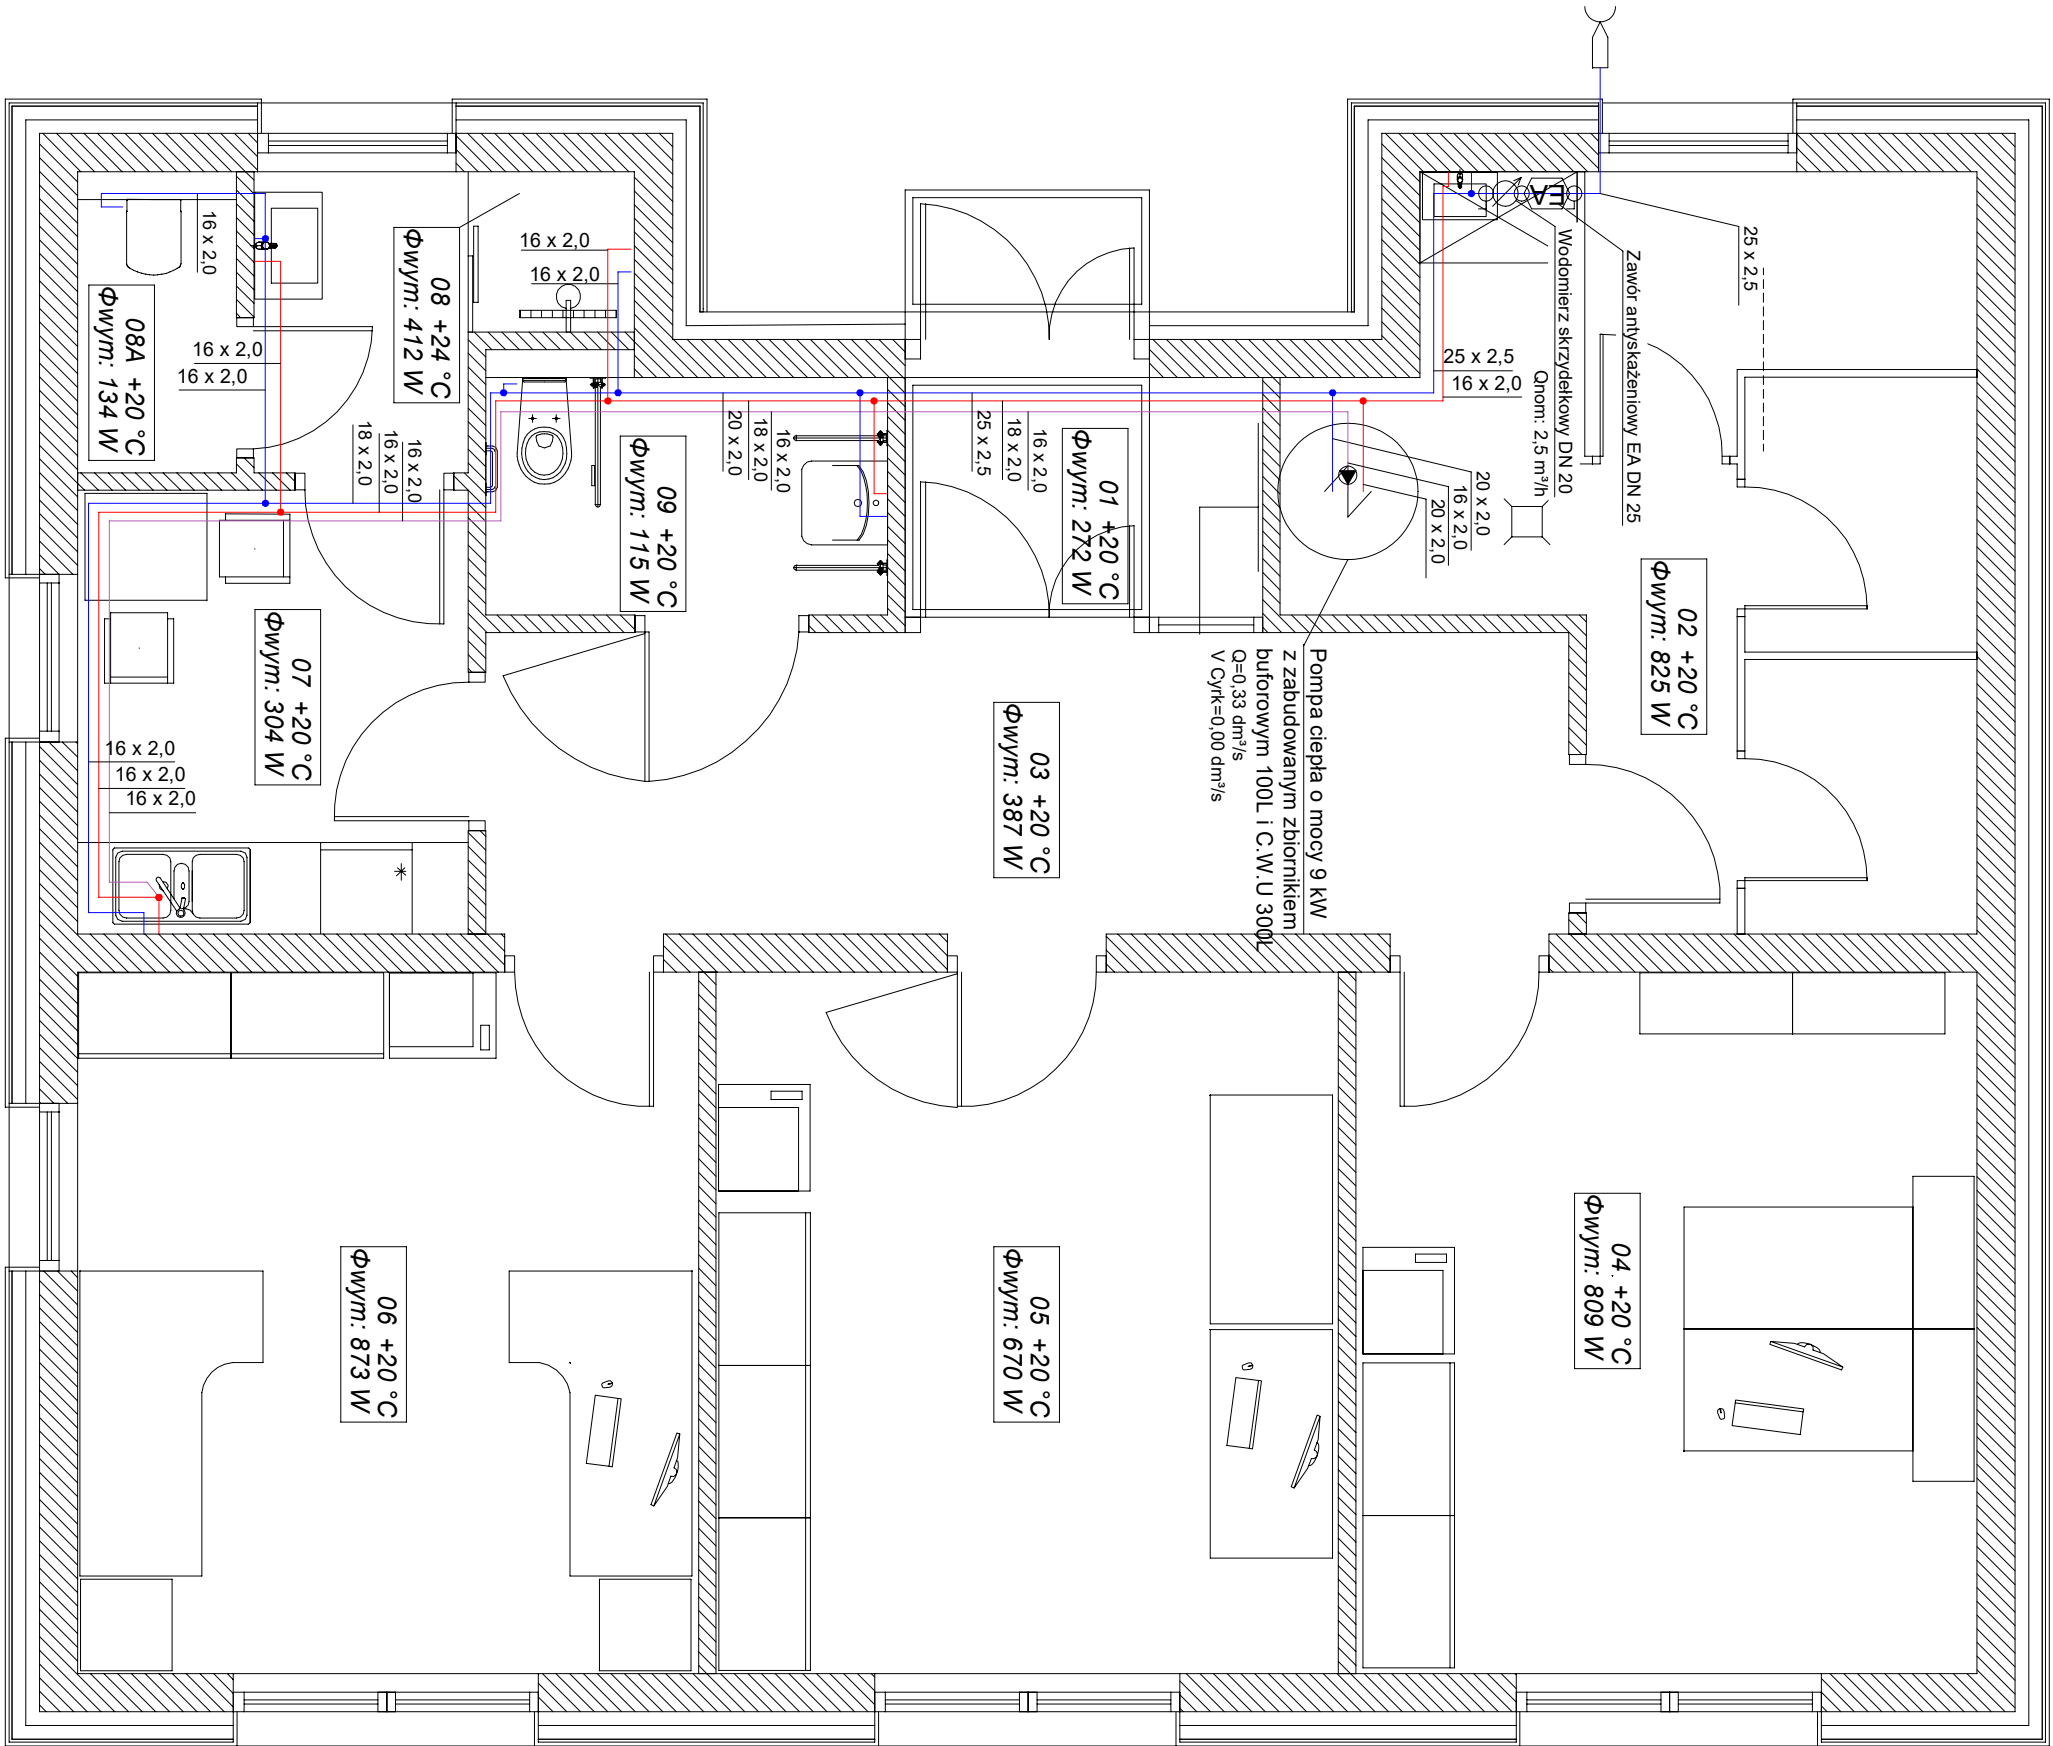 25 x 2,5
Zawór antyskażeniowy EA DN 25
Wodomierz skrzydełkowy DN 20
Qnom: 2,5 m³/h
EA
25 x 2,5
16 x 2,0
20 x 2,0
16 x 2,0
20 x 2,0
02 +20 °C
Φwym: 825 W
01 +20 °C
Φwym: 272 W
16 x 2,0
18 x 2,0
25 x 2,5
16 x 2,0
18 x 2,0
20 x 2,0
09 +20 °C
Φwym: 115 W
16 x 2,0
16 x 2,0
08 +24 °C
Φwym: 412 W
16 x 2,0
08A +20 °C
Φwym: 134 W
16 x 2,0
16 x 2,0
16 x 2,0
16 x 2,0
18 x 2,0
07 +20 °C
Φwym: 304 W
16 x 2,0
16 x 2,0
16 x 2,0
Pompa ciepła o mocy 9 kW
z zabudowanym zbiornikiem
buforowym 100L i C.W.U 300L
Q=0,33 dm³/s
V Cyrk=0,00 dm³/s
03 +20 °C
Φwym: 387 W
04 +20 °C
Φwym: 809 W
05 +20 °C
Φwym: 670 W
06 +20 °C
Φwym: 873 W